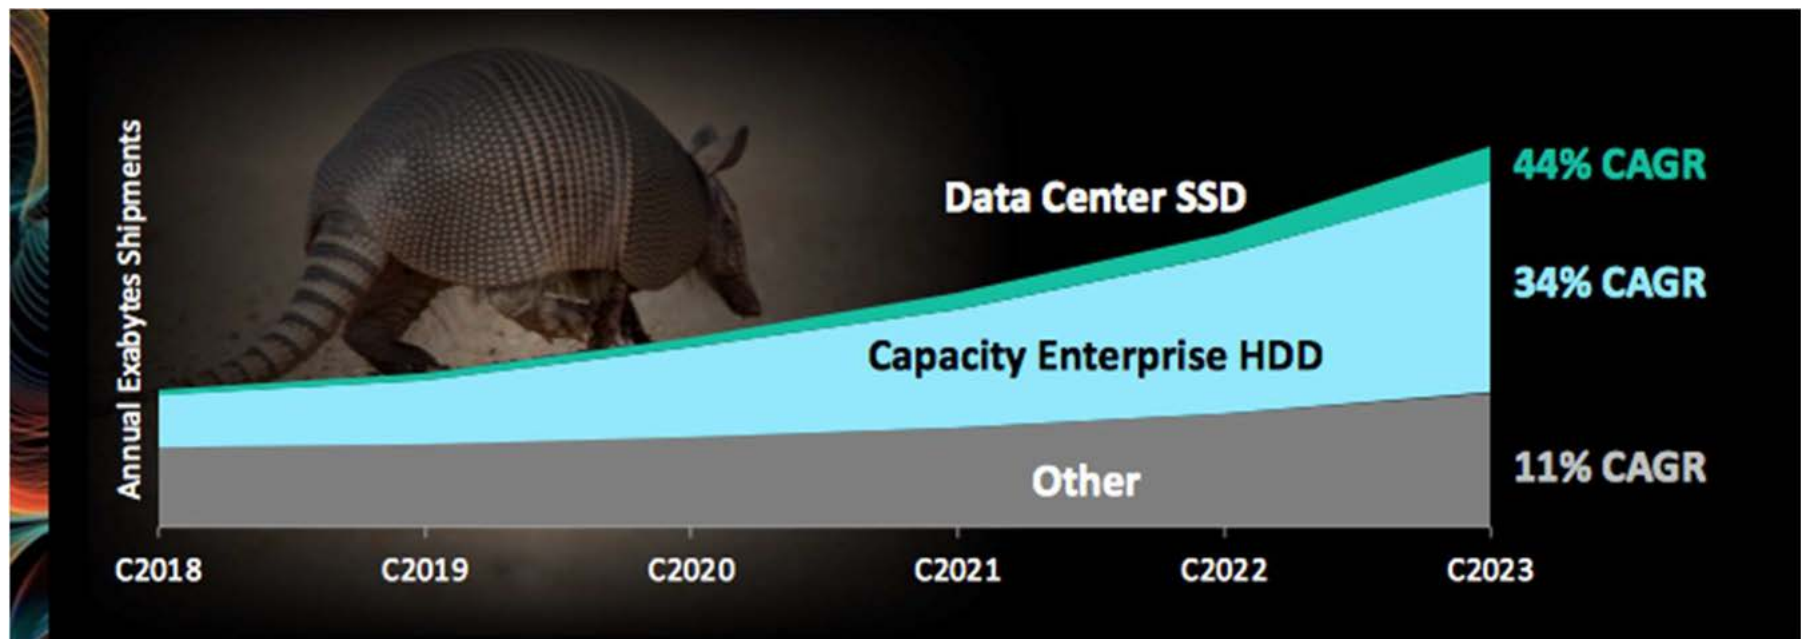 Annual Exabytes Shipments
Data Center SSD
44% CAGR
Capacity Enterprise HDD
34% CAGR
Other
11% CAGR
C2018 C2019 C2020 C2021 C2022 C2023